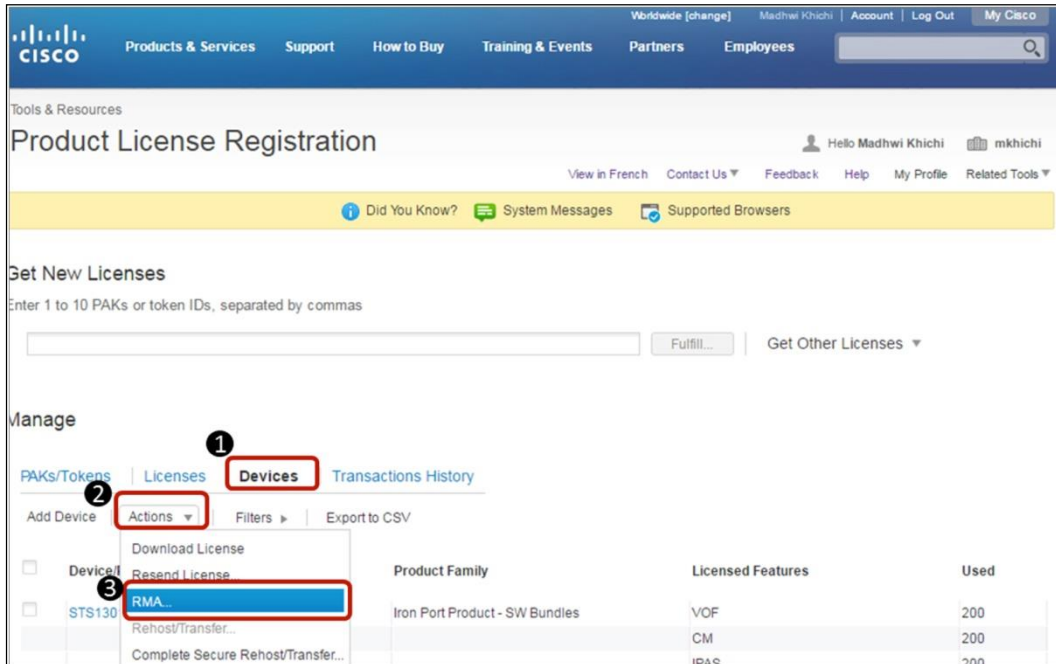 Worldwide [change] Madhwi Khichi | Account | Log Out My Cisco
CISCO Products & Services Support How to Buy Training & Events Partners Employees
Tools & Resources
Product License Registration
Hello Madhwi Khichi mkhichi
View in French Contact Us Feedback Help My Profile Related Tools
Did You Know? System Messages Supported Browsers
Get New Licenses
Enter 1 to 10 PAKs or token IDs, separated by commas
Fulfill... Get Other Licenses
Manage
1
PAKs/Tokens | Licenses Devices Transactions History
2
Add Device Actions Filters Export to CSV
Download License
Device/ Resend License... Product Family Licensed Features Used
3
STS130 RMA... Iron Port Product - SW Bundles VOF 200
Rehost/Transfer... CM 200
Complete Secure Rehost/Transfer... IPAS 200